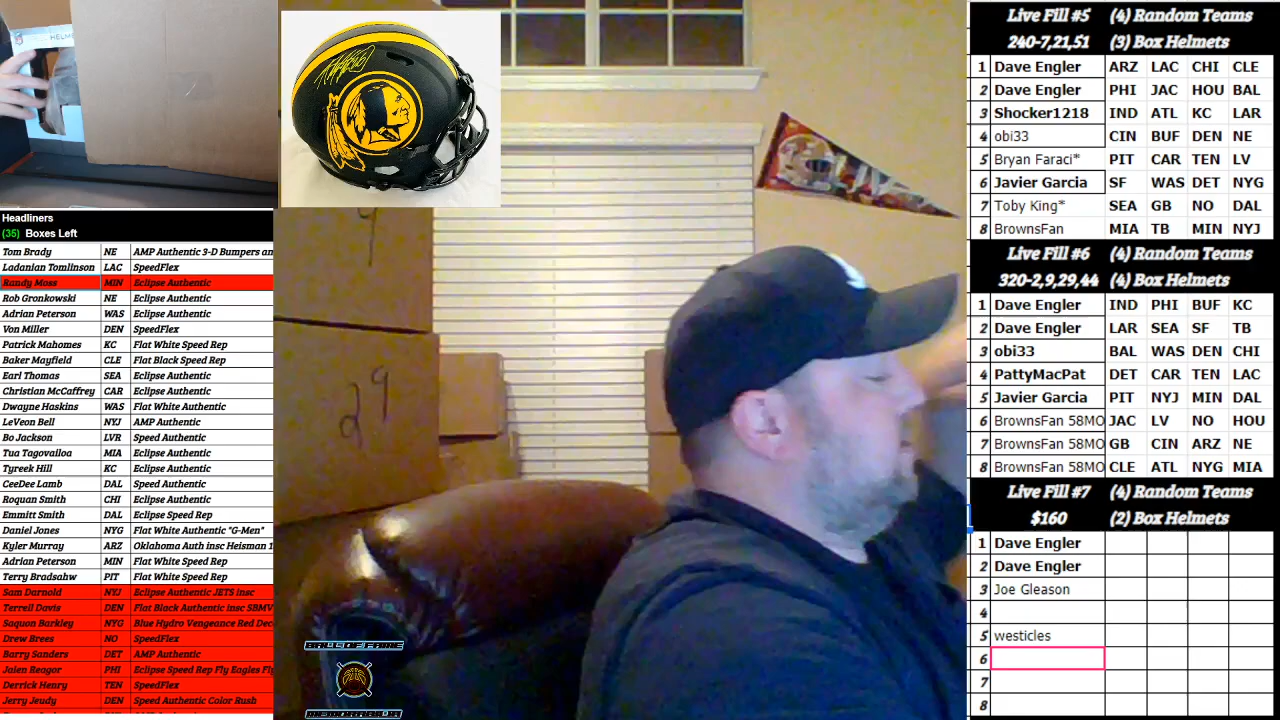 HELM
Headliners
(35) Boxes Left
Tom Brady NE AMP Authentic 3-D Bumpers an
Ladanian Tomlinson LAC SpeedFlex
Randy Moss MIN Eclipse Authentic
Rob Gronkowski NE Eclipse Authentic
Adrian Peterson WAS Eclipse Authentic
Von Miller DEN SpeedFlex
Patrick Mahomes KC Flat White Speed Rep
Baker Mayfield CLE Flat Black Speed Rep
Earl Thomas SEA Eclipse Authentic
Christian McCaffrey CAR Eclipse Authentic
Dwayne Haskins WAS Flat White Authentic
LeVeon Bell NYJ AMP Authentic
Bo Jackson LVR Speed Authentic
Tua Tagovailoa MIA Eclipse Authentic
Tyreek Hill KC Eclipse Authentic
CeeDee Lamb DAL Speed Authentic
Roquan Smith CHI Eclipse Authentic
Emmitt Smith DAL Eclipse Speed Rep
Daniel Jones NYG Flat White Authentic "G-Men"
Kyler Murray ARZ Oklahoma Auth insc Heisman 1
Adrian Peterson MIN Flat White Speed Rep
Terry Bradsahw PIT Flat White Speed Rep
Sam Darnold NYJ Eclipse Authentic JETS insc
Terrell Davis DEN Flat Black Authentic insc SBMV
Saquon Barkley NYG Blue Hydro Vengeance Red Dec
Drew Brees NO SpeedFlex
Barry Sanders DET AMP Authentic
Jalen Reagor PHI Eclipse Speed Rep Fly Eagles Fly
Derrick Henry TEN SpeedFlex
Jerry Jeudy DEN Speed Authentic Color Rush
29
BALL OF FAME
MEMORABILIA
Live Fill #5 (4) Random Teams
240-7,21,51 (3) Box Helmets
1 Dave Engler ARZ LAC CHI CLE
2 Dave Engler PHI JAC HOU BAL
3 Shocker1218 IND ATL KC LAR
4 obi33 CIN BUF DEN NE
5 Bryan Faraci* PIT CAR TEN LV
6 Javier Garcia SF WAS DET NYG
7 Toby King* SEA GB NO DAL
8 BrownsFan MIA TB MIN NYJ
Live Fill #6 (4) Random Teams
320-2,9,29,44 (4) Box Helmets
1 Dave Engler IND PHI BUF KC
2 Dave Engler LAR SEA SF TB
3 obi33 BAL WAS DEN CHI
4 PattyMacPat DET CAR TEN LAC
5 Javier Garcia PIT NYJ MIN DAL
6 BrownsFan 58MO JAC LV NO HOU
7 BrownsFan 58MO GB CIN ARZ NE
8 BrownsFan 58MO CLE ATL NYG MIA
Live Fill #7 (4) Random Teams
$160 (2) Box Helmets
1 Dave Engler
2 Dave Engler
3 Joe Gleason
4
5 westicles
6
7
8